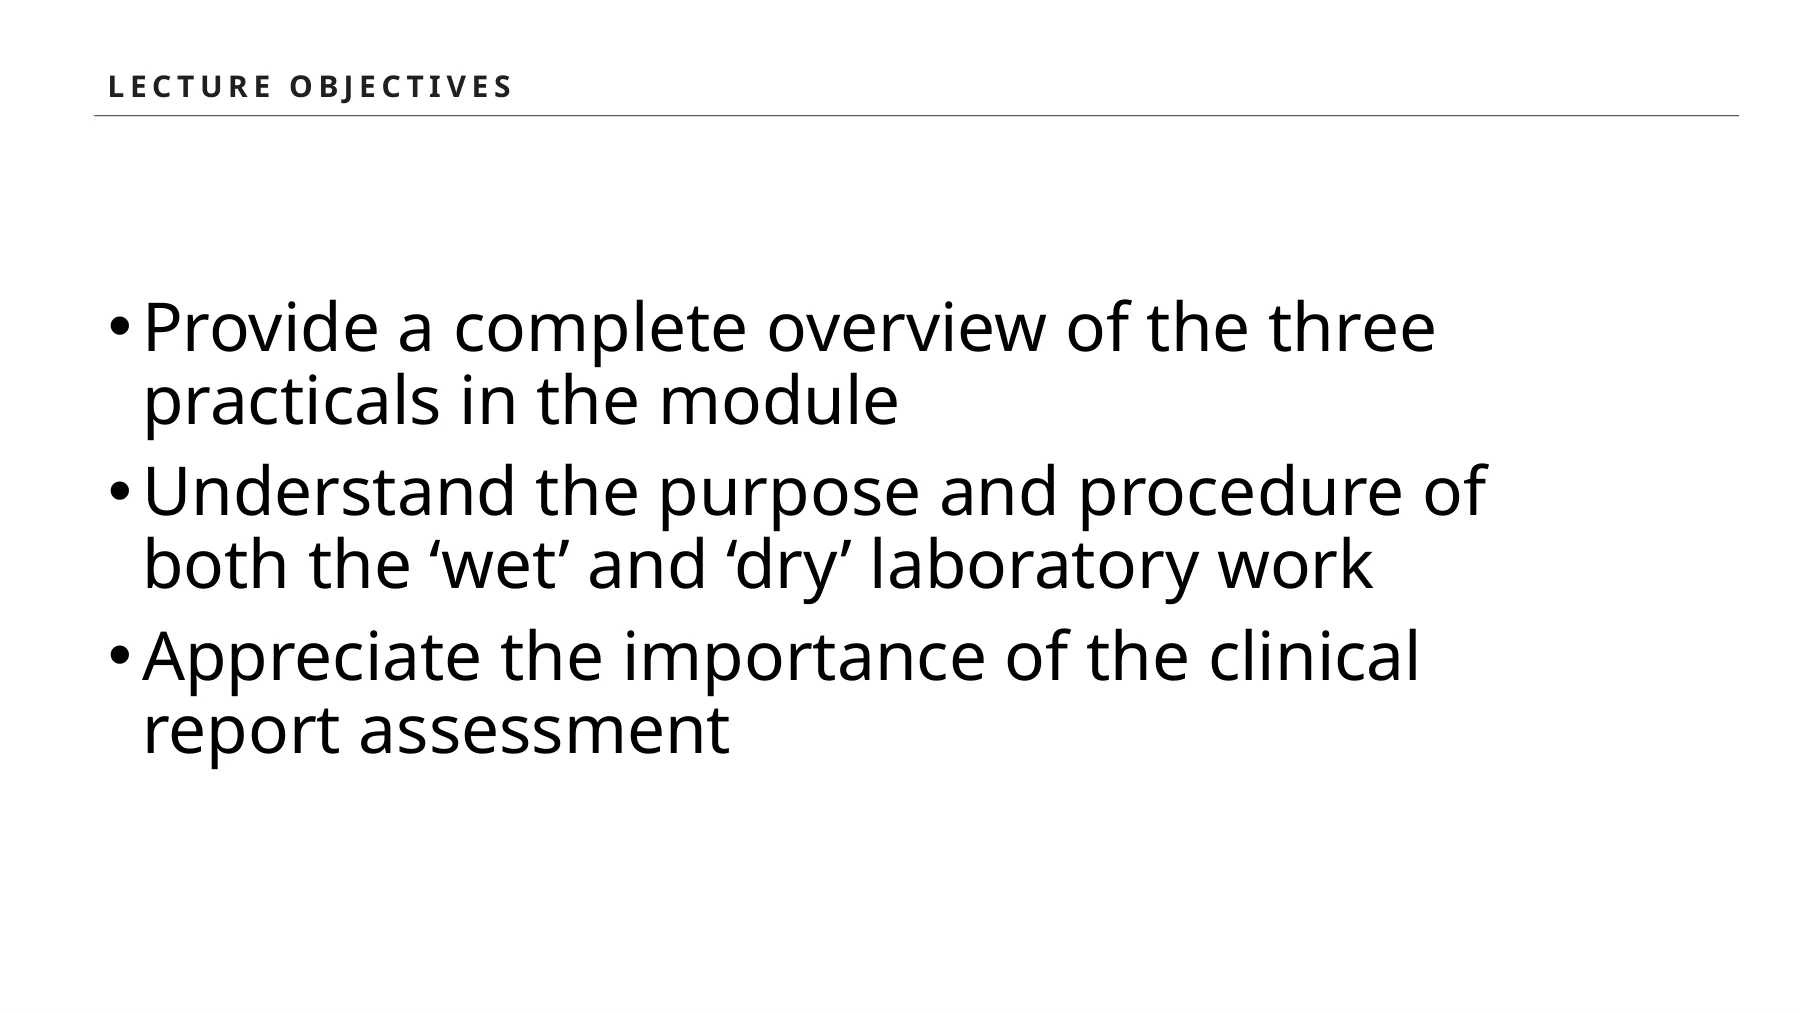 LECTURE OBJECTIVES
• Provide a complete overview of the three
practicals in the module
• Understand the purpose and procedure of
both the ‘wet’ and ‘dry’ laboratory work
• Appreciate the importance of the clinical
report assessment